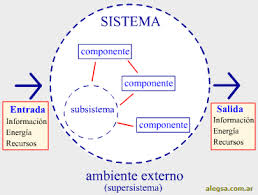 SISTEMA
componente
componente
subsistema
componente
Entrada
Información
Energía
Recursos
Salida
Información
Energía
Recursos
ambiente externo
(supersistema)
alegsa.com.ar